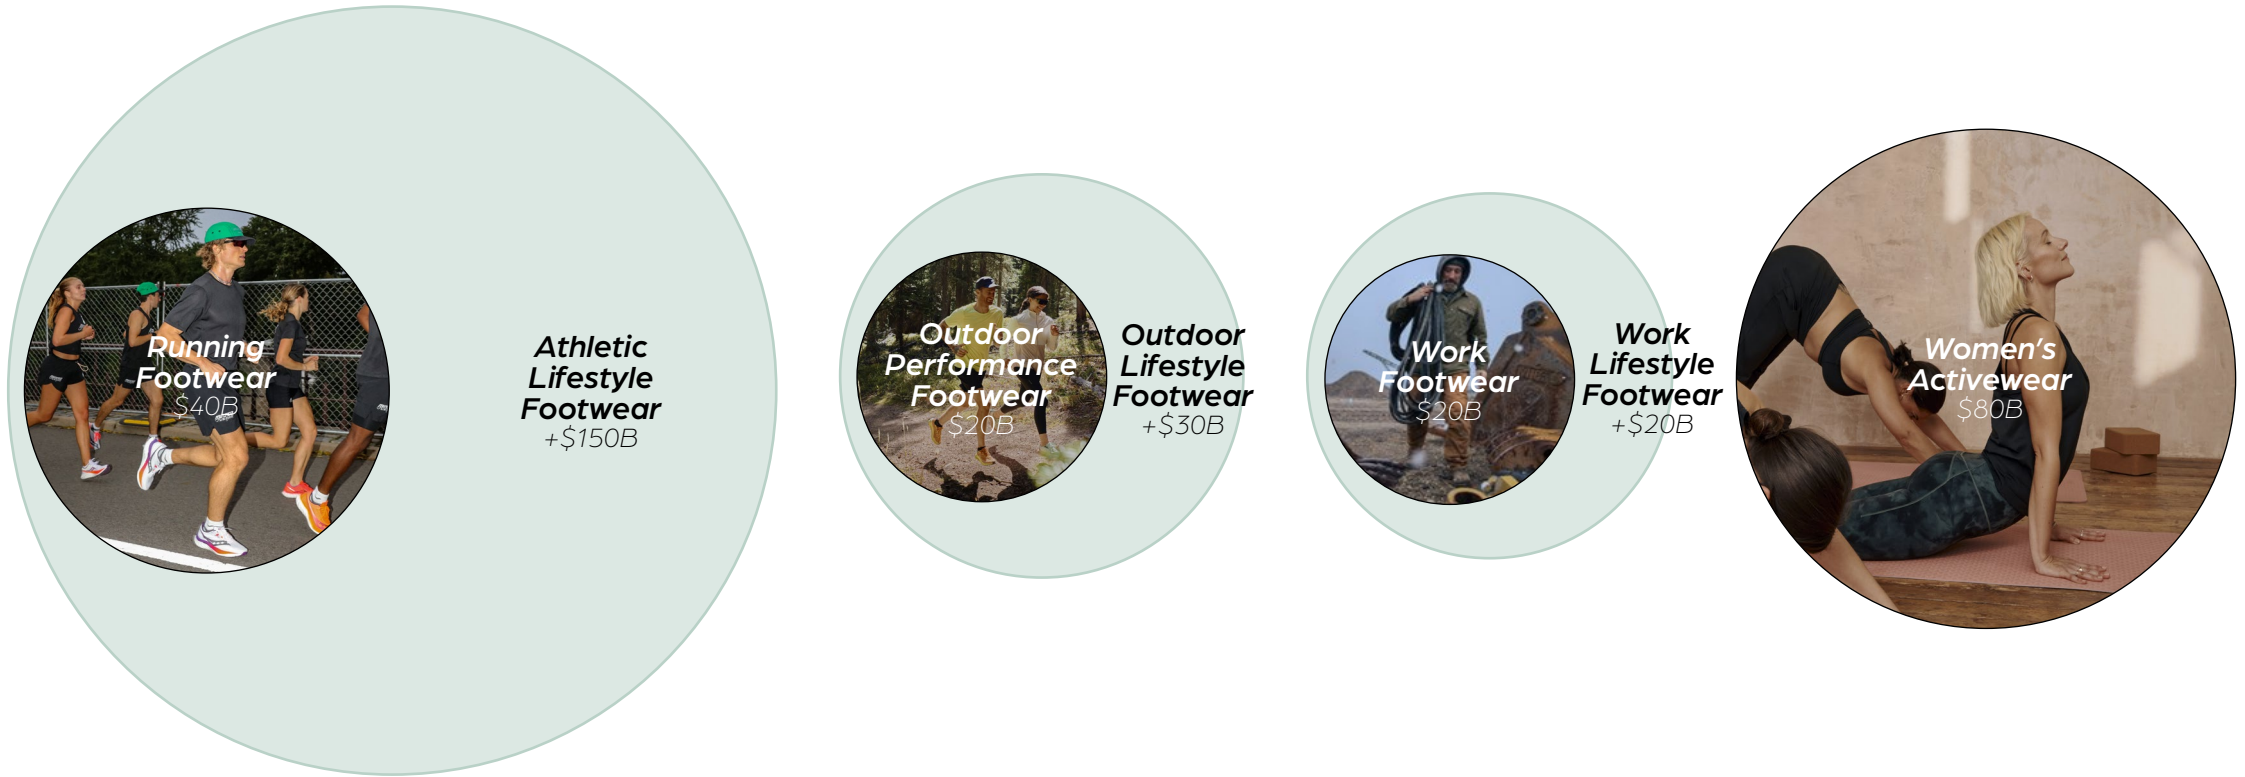 Running
Footwear
$40B
Athletic
Lifestyle
Footwear
+$150B
Outdoor
Performance
Footwear
$20B
Outdoor
Lifestyle
Footwear
+$30B
Work
Footwear
$20B
Work
Lifestyle
Footwear
+$20B
Women's
Activewear
$80B